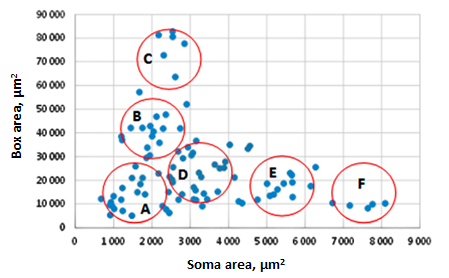 90 000
80 000
70 000
60 000
50 000
40 000
30 000
20 000
10 000
0
Box area, µm²
C
B
D
A
E
F
0 1 000 2 000 3 000 4 000 5 000 6 000 7 000 8 000 9 000
Soma area, µm²